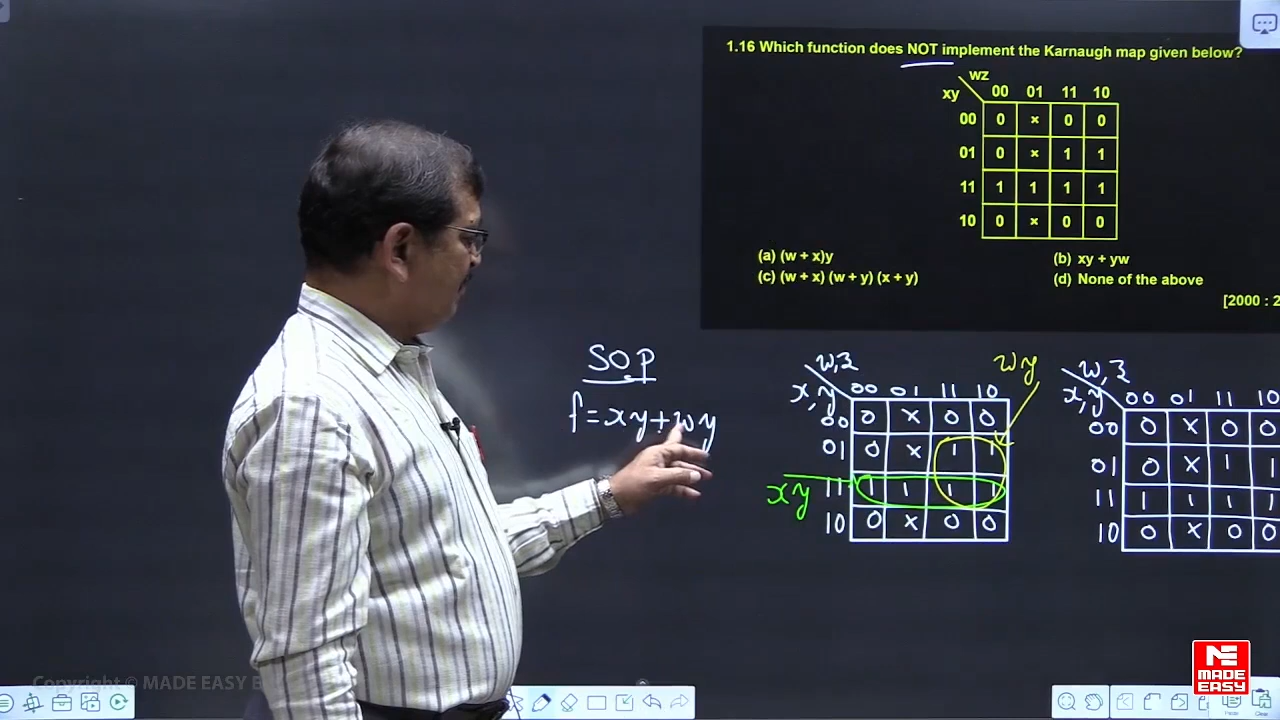 1.16 Which function does NOT implement the Karnaugh map given below?
wz
xy 00 01 11 10
00 0 × 0 0
01 0 × 1 1
11 1 1 1 1
10 0 × 0 0
(a) (w + x)y (b) xy + yw
(c) (w + x) (w + y) (x + y) (d) None of the above
[2000 : 2
SOP
f = xy + wy
w,z
x,y 00 01 11 10
00 0 x 0 0
01 0 x 1 1
11 1 1 1 1
10 0 x 0 0
wy
xy
w,z
x,y 00 01 11 10
00 0 x 0 0
01 0 x 1 1
11 1 1 1 1
10 0 x 0 0
Copyright © MADE EASY
ME
MADE
EASY